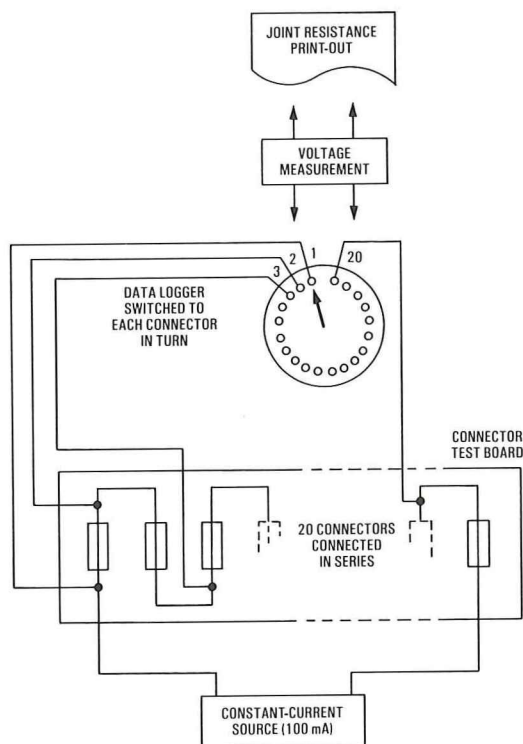 JOINT RESISTANCE
PRINT-OUT
VOLTAGE
MEASUREMENT
1
2
3
20
DATA LOGGER
SWITCHED TO
EACH CONNECTOR
IN TURN
CONNECTOR
TEST BOARD
20 CONNECTORS
CONNECTED
IN SERIES
CONSTANT-CURRENT
SOURCE (100 mA)